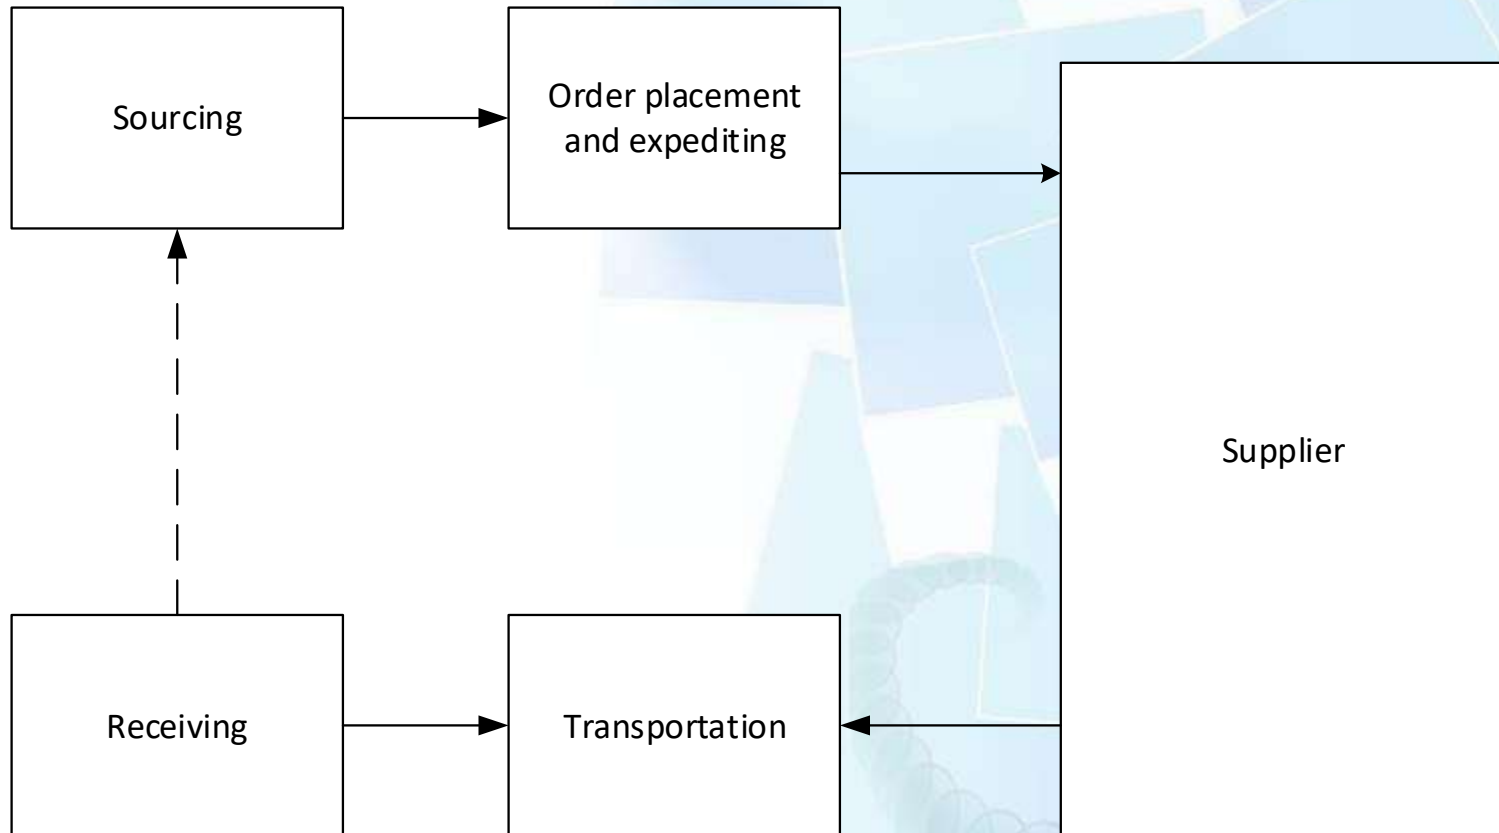 Sourcing
Order placement
and expediting
Supplier
Receiving
Transportation